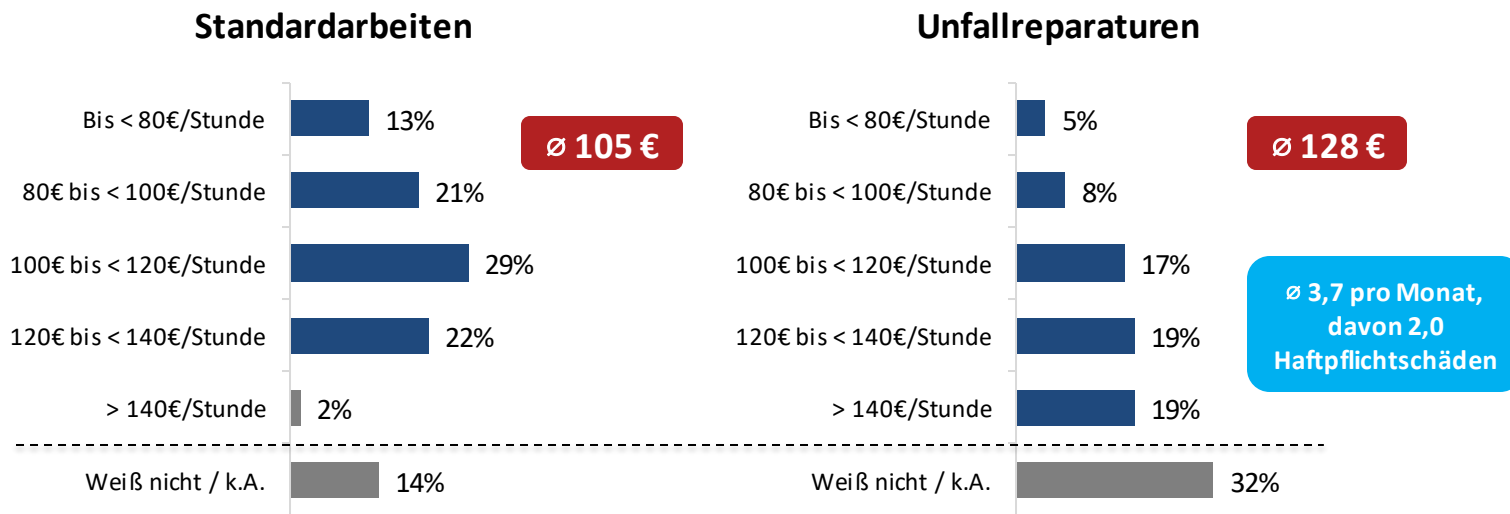 Standardarbeiten
Bis < 80€/Stunde 13%
80€ bis < 100€/Stunde 21%
100€ bis < 120€/Stunde 29%
120€ bis < 140€/Stunde 22%
> 140€/Stunde 2%
Weiß nicht / k.A. 14%
ø 105 €
Unfallreparaturen
Bis < 80€/Stunde 5%
80€ bis < 100€/Stunde 8%
100€ bis < 120€/Stunde 17%
120€ bis < 140€/Stunde 19%
> 140€/Stunde 19%
Weiß nicht / k.A. 32%
ø 128 €
ø 3,7 pro Monat,
davon 2,0
Haftpflichtschäden